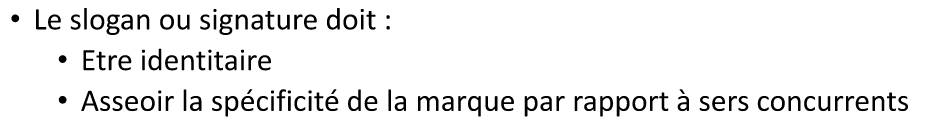 • Le slogan ou signature doit :
• Etre identitaire
• Asseoir la spécificité de la marque par rapport à sers concurrents